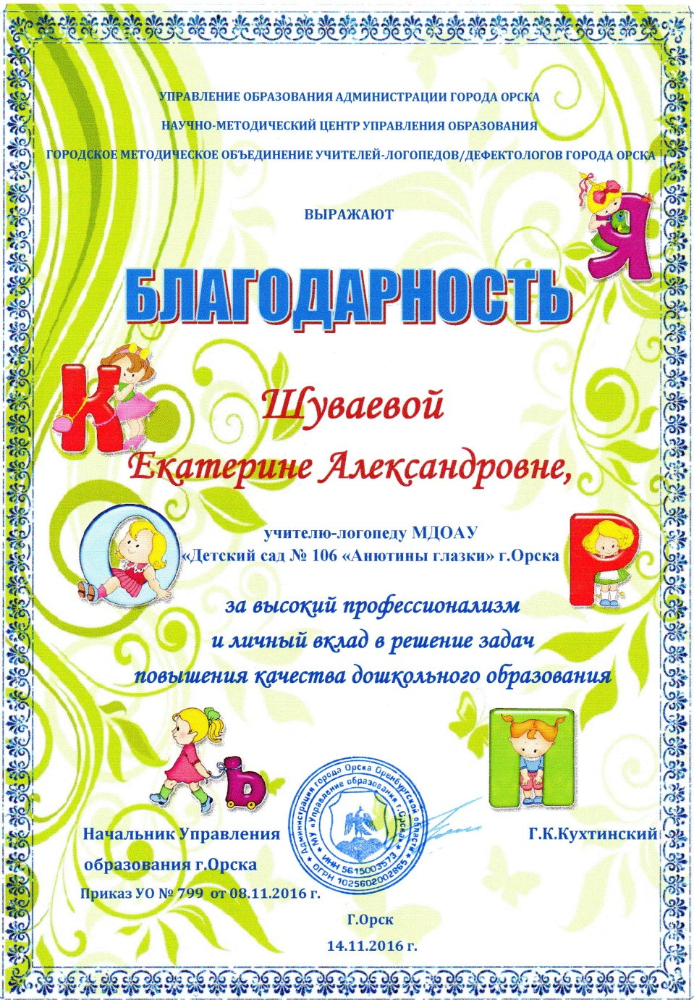 УПРАВЛЕНИЕ ОБРАЗОВАНИЯ АДМИНИСТРАЦИИ ГОРОДА ОРСКА
НАУЧНО-МЕТОДИЧЕСКИЙ ЦЕНТР УПРАВЛЕНИЯ ОБРАЗОВАНИЯ
ГОРОДСКОЕ МЕТОДИЧЕСКОЕ ОБЪЕДИНЕНИЕ УЧИТЕЛЕЙ-ЛОГОПЕДОВ/ДЕФЕКТОЛОГОВ ГОРОДА ОРСКА
Я
ВЫРАЖАЮТ
БЛАГОДАРНОСТЬ
К
Шуваевой
Екатерине Александровне,
О
Р
учителю-логопеду МДОАУ
«Детский сад № 106 «Анютины глазки» г.Орска
за высокий профессионализм
и личный вклад в решение задач
повышения качества дошкольного образования
Ь
П
Администрация города Орска Оренбургской области
МУ «Управление образования г.Орска»
ИНН 5615003573
ОГРН 1025602002865
Начальник Управления
образования г.Орска
Г.К.Кухтинский
Приказ УО № 799 от 08.11.2016 г.
Г.Орск
14.11.2016 г.